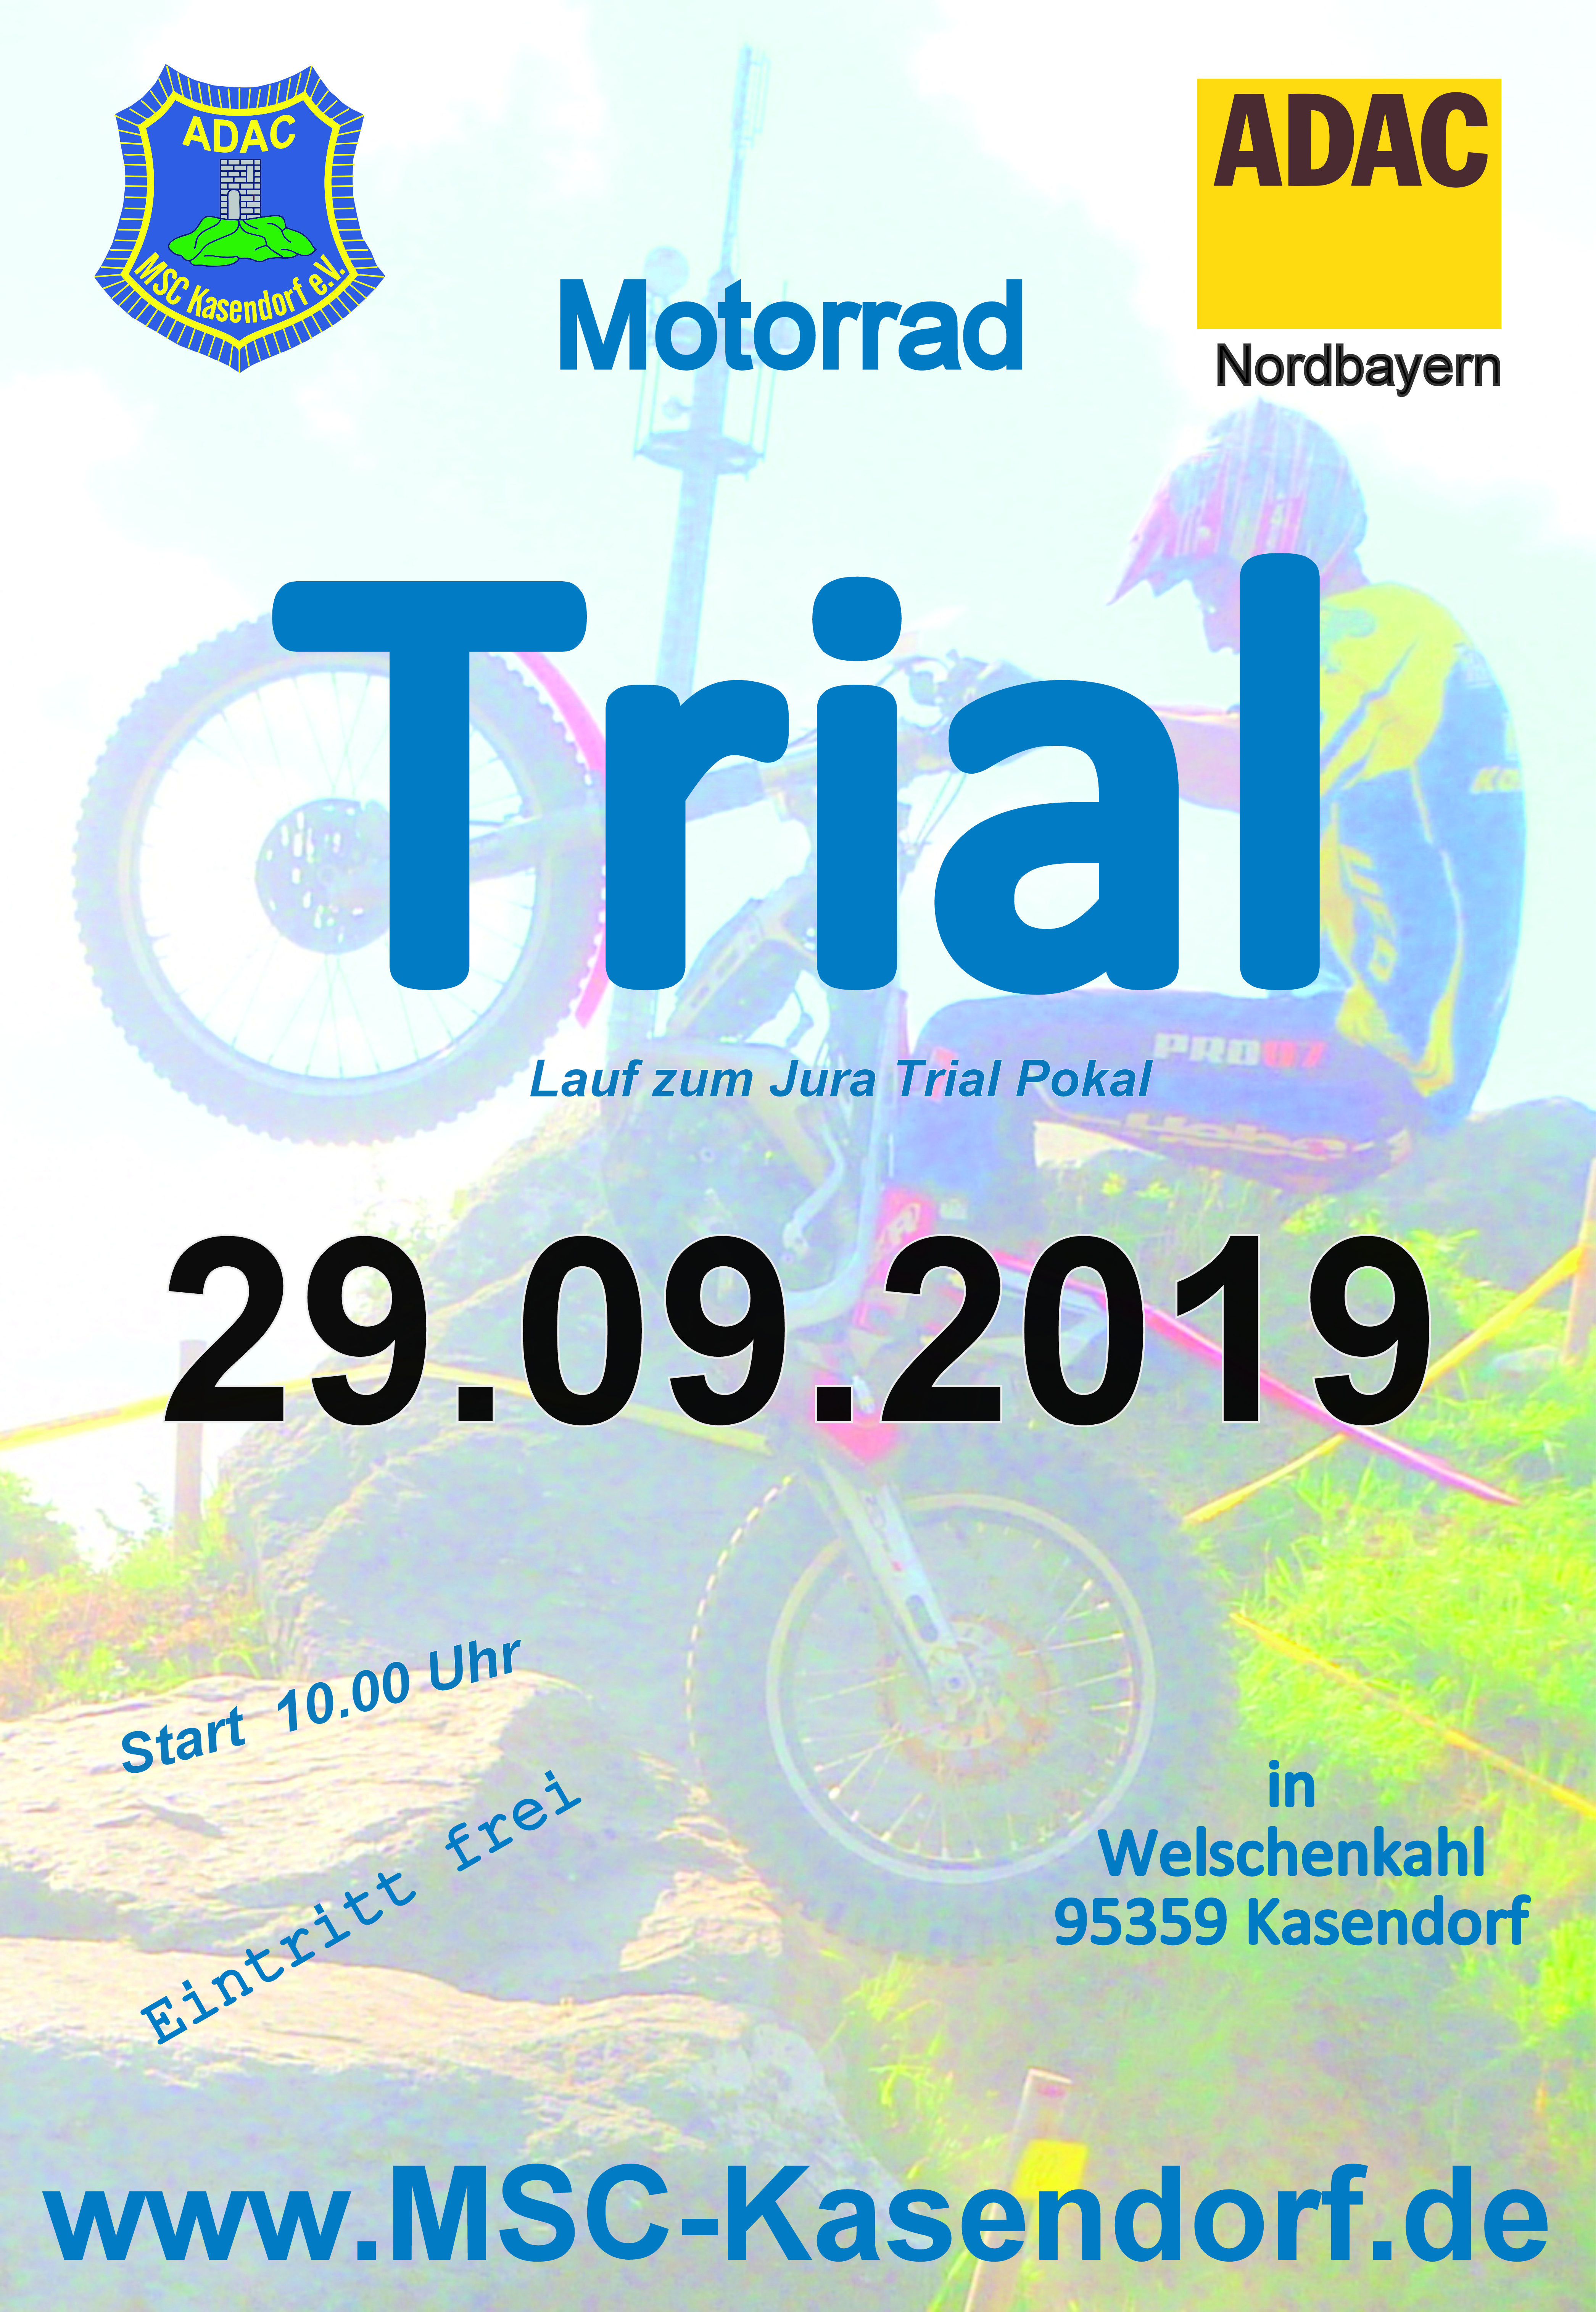 ADAC
MSC Kasendorf e.V.
ADAC
Nordbayern
Motorrad
Trial
PRO07
Lauf zum Jura Trial Pokal
29.09.2019
Start 10.00 Uhr
Eintritt frei
in
Welschenkahl
95359 Kasendorf
www.MSC-Kasendorf.de